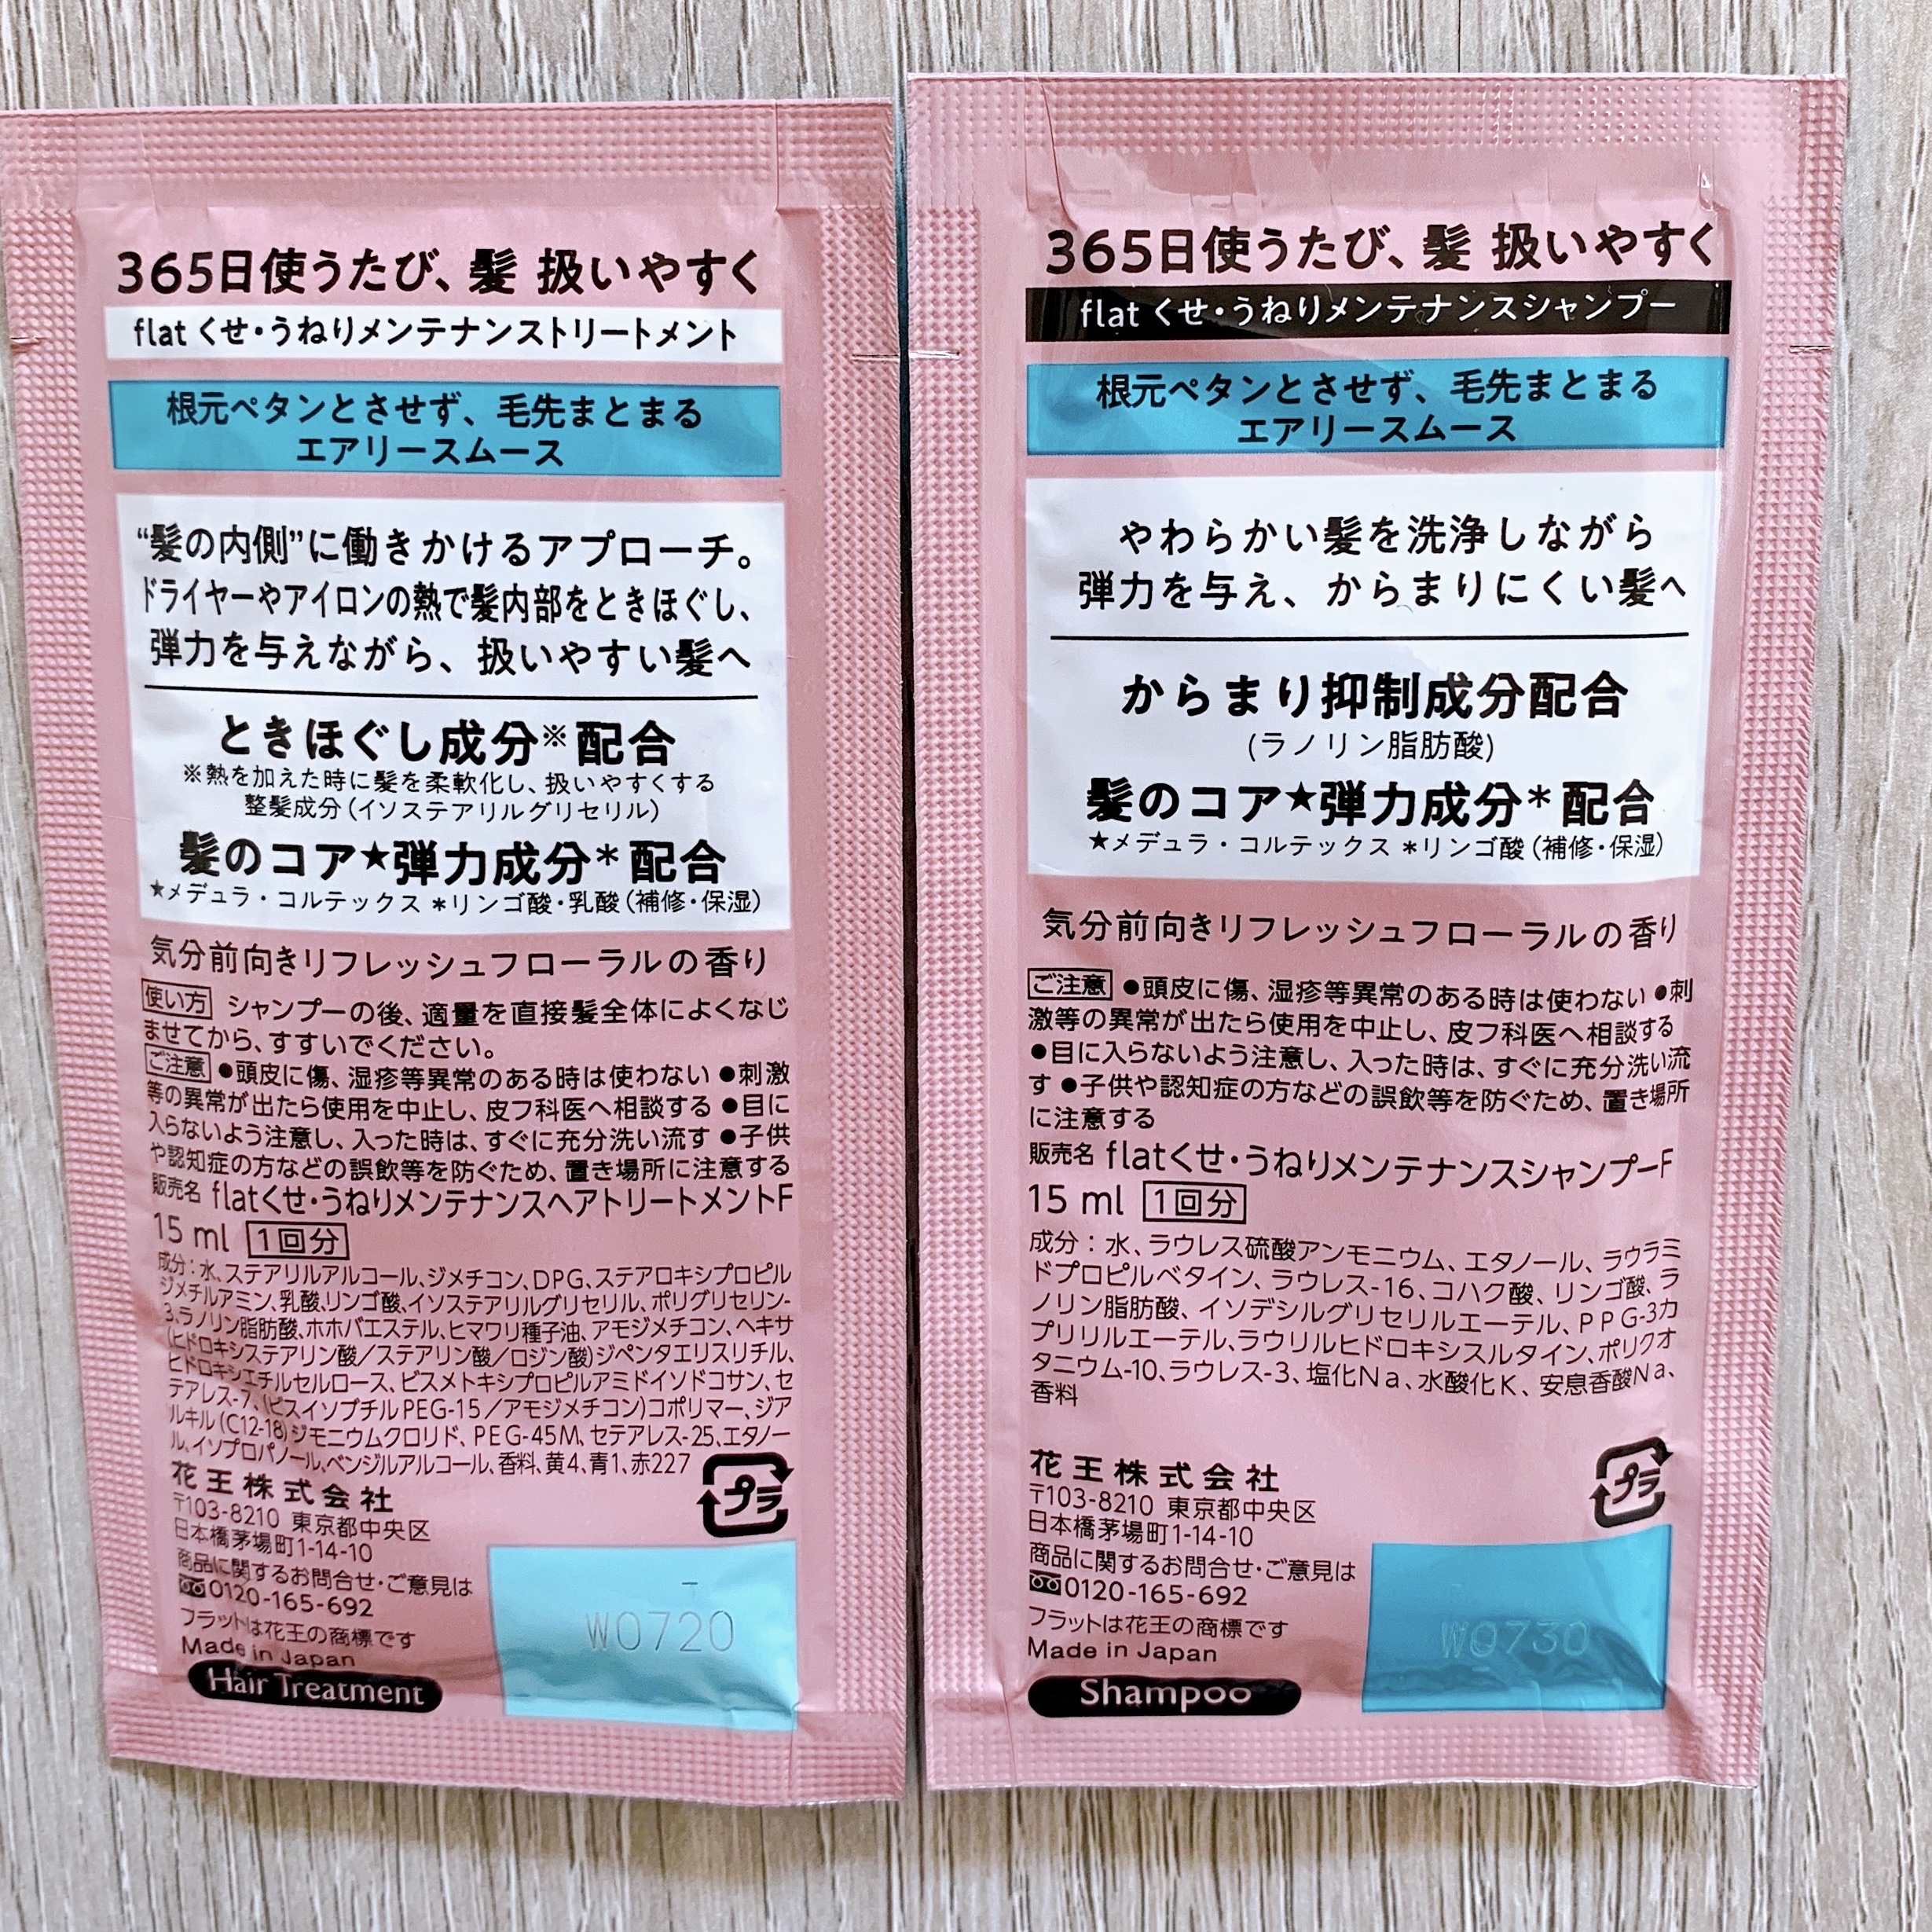 365日使うたび、髪 扱いやすく
flat くせ・うねりメンテナンストリートメント
根元ペタンとさせず、毛先まとまる
エアリースムース
“髪の内側”に働きかけるアプローチ。
ドライヤーやアイロンの熱で髪内部をときほぐし、
弾力を与えながら、扱いやすい髪へ
ときほぐし成分※配合
※熱を加えた時に髪を柔軟化し、扱いやすくする
整髪成分(イソステアリルグリセリル)
髪のコア★弾力成分*配合
★メデュラ・コルテックス *リンゴ酸・乳酸(補修・保湿)
気分前向きリフレッシュフローラルの香り
使い方 シャンプーの後、適量を直接髪全体によくなじ
ませてから、すすいでください。
ご注意 ●頭皮に傷、湿疹等異常のある時は使わない ●刺激
等の異常が出たら使用を中止し、皮フ科医へ相談する ●目に
入らないよう注意し、入った時は、すぐに充分洗い流す ●子供
や認知症の方などの誤飲等を防ぐため、置き場所に注意する
販売名 flatくせ・うねりメンテナンスヘアトリートメントF
15 ml 1回分
成分：水、ステアリルアルコール、ジメチコン、DPG、ステアロキシプロピル
ジメチルアミン、乳酸、リンゴ酸、イソステアリルグリセリル、ポリグリセリン-
3、ラノリン脂肪酸、ホホバエステル、ヒマワリ種子油、アモジメチコン、ヘキサ
(ヒドロキシステアリン酸／ステアリン酸／ロジン酸)ジペンタエリスリチル、
ヒドロキシエチルセルロース、ビスメトキシプロピルアミドイソドコサン、セ
テアレス-7、(ビスイソブチルPEG-15／アモジメチコン)コポリマー、ジア
ルキル(C12-18)ジモニウムクロリド、PEG-45M、セテアレス-25、エタノー
ル、イソプロパノール、ベンジルアルコール、香料、黄4、青1、赤227
プラ
花王株式会社
〒103-8210 東京都中央区
日本橋茅場町1-14-10
商品に関するお問合せ・ご意見は
0120-165-692
フラットは花王の商標です
Made in Japan
Hair Treatment
W0720
365日使うたび、髪 扱いやすく
flat くせ・うねりメンテナンスシャンプー
根元ペタンとさせず、毛先まとまる
エアリースムース
やわらかい髪を洗浄しながら
弾力を与え、からまりにくい髪へ
からまり抑制成分配合
(ラノリン脂肪酸)
髪のコア★弾力成分*配合
★メデュラ・コルテックス *リンゴ酸(補修・保湿)
気分前向きリフレッシュフローラルの香り
ご注意 ●頭皮に傷、湿疹等異常のある時は使わない ●刺
激等の異常が出たら使用を中止し、皮フ科医へ相談する
●目に入らないよう注意し、入った時は、すぐに充分洗い流
す ●子供や認知症の方などの誤飲等を防ぐため、置き場所
に注意する
販売名 flatくせ・うねりメンテナンスシャンプーF
15 ml 1回分
成分：水、ラウレス硫酸アンモニウム、エタノール、ラウラミ
ドプロピルベタイン、ラウレス-16、コハク酸、リンゴ酸、ラ
ノリン脂肪酸、イソデシルグリセリルエーテル、PPG-3カ
プリリルエーテル、ラウリルヒドロキシスルタイン、ポリクオ
タニウム-10、ラウレス-3、塩化Na、水酸化K、安息香酸Na、
香料
プラ
花王株式会社
〒103-8210 東京都中央区
日本橋茅場町1-14-10
商品に関するお問合せ・ご意見は
0120-165-692
フラットは花王の商標です
Made in Japan
Shampoo
W0730